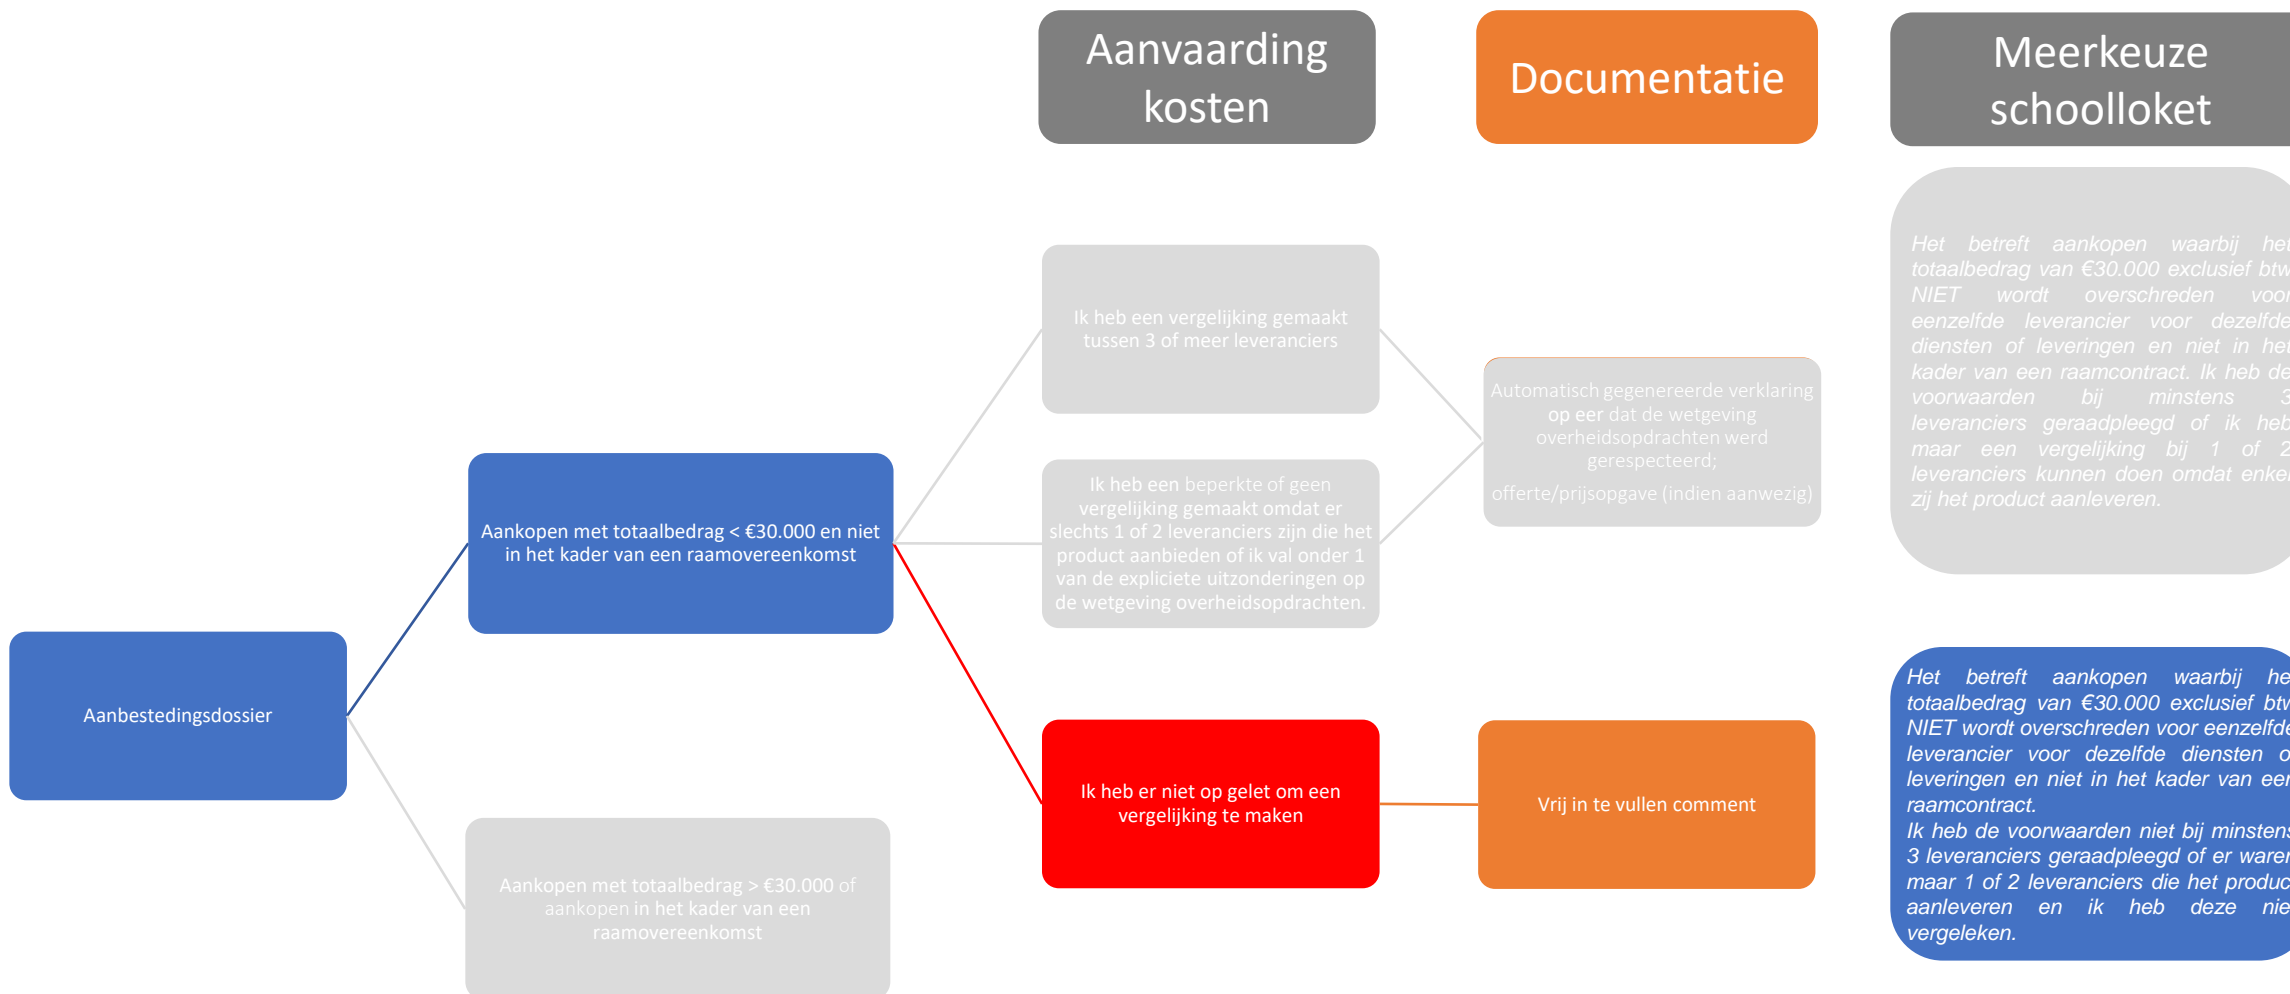 Aanvaarding
kosten
Documentatie
Meerkeuze
schoolloket
Het betreft aankopen waarbij het
totaalbedrag van €30.000 exclusief btw
NIET wordt overschreden voor
eenzelfde leverancier voor dezelfde
diensten of leveringen en niet in het
kader van een raamcontract. Ik heb de
voorwaarden bij minstens 3
leveranciers geraadpleegd of ik heb
maar een vergelijking bij 1 of 2
leveranciers kunnen doen omdat enkel
zij het product aanleveren.
Ik heb een vergelijking gemaakt
tussen 3 of meer leveranciers
Automatisch gegenereerde verklaring
op eer dat de wetgeving
overheidsopdrachten werd
gerespecteerd;
offerte/prijsopgave (indien aanwezig)
Ik heb een beperkte of geen
vergelijking gemaakt omdat er
slechts 1 of 2 leveranciers zijn die het
product aanbieden of ik val onder 1
van de expliciete uitzonderingen op
de wetgeving overheidsopdrachten.
Aankopen met totaalbedrag < €30.000 en niet
in het kader van een raamovereenkomst
Aanbestedingsdossier
Ik heb er niet op gelet om een
vergelijking te maken
Vrij in te vullen comment
Het betreft aankopen waarbij he
totaalbedrag van €30.000 exclusief btw
NIET wordt overschreden voor eenzelfde
leverancier voor dezelfde diensten o
leveringen en niet in het kader van een
raamcontract.
Ik heb de voorwaarden niet bij minstens
3 leveranciers geraadpleegd of er waren
maar 1 of 2 leveranciers die het produc
aanleveren en ik heb deze nie
vergeleken.
Aankopen met totaalbedrag > €30.000 of
aankopen in het kader van een
raamovereenkomst